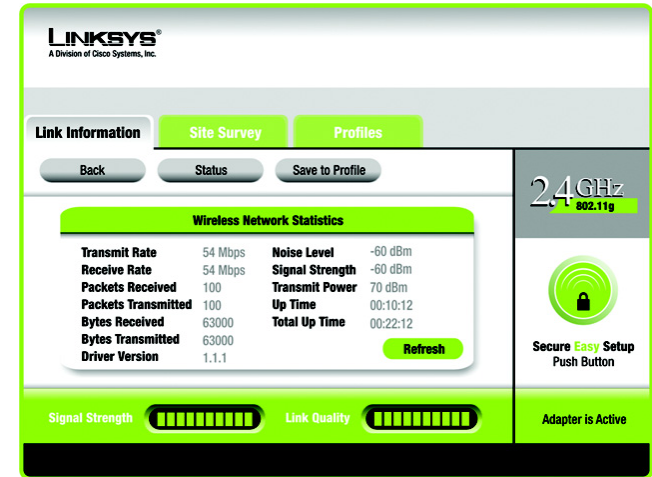 LINKSYS®
A Division of Cisco Systems, Inc.
Link Information
Site Survey
Profiles
Back
Status
Save to Profile
2.4GHz
802.11g
Wireless Network Statistics
Transmit Rate 54 Mbps Noise Level -60 dBm
Receive Rate 54 Mbps Signal Strength -60 dBm
Packets Received 100 Transmit Power 70 dBm
Packets Transmitted 100 Up Time 00:10:12
Bytes Received 63000 Total Up Time 00:22:12
Bytes Transmitted 63000
Driver Version 1.1.1
Refresh
Secure Easy Setup
Push Button
Signal Strength
Link Quality
Adapter is Active